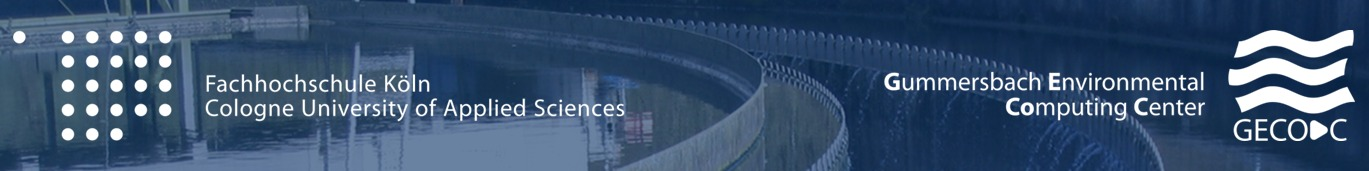 Fachhochschule Köln
Cologne University of Applied Sciences
Gummersbach Environmental
Computing Center
GECO C